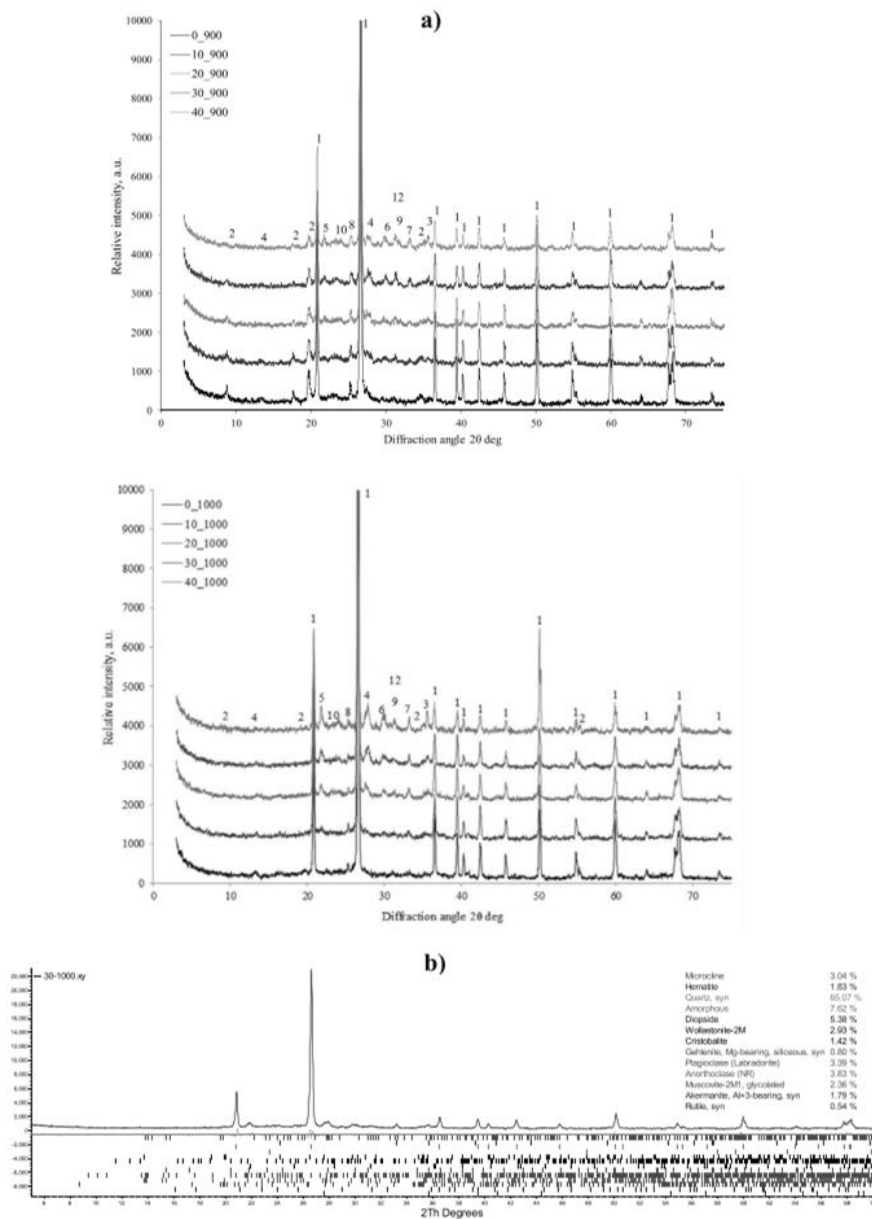 a)
0_900
10_900
20_900
30_900
40_900
Relative intensity, a.u.
10000
9000
8000
7000
6000
5000
4000
3000
2000
1000
0
1
1
2 4 2 2 5 10 8 4 6 12 9 7 2 3 1 1 1 1 1 1 1 1 1 1
0 10 20 30 40 50 60 70
Diffraction angle 2θ deg
0_1000
10_1000
20_1000
30_1000
40_1000
Relative intensity, a.u.
10000
9000
8000
7000
6000
5000
4000
3000
2000
1000
0
1
1
2 4 2 5 10 8 4 6 12 9 7 2 3 1 1 1 1 1 1 1 2 1 1 1 1
0 10 20 30 40 50 60 70
Diffraction angle 2θ deg
b)
30-1000.xy
Microcline 3.04 %
Hematite 1.83 %
Quartz, syn 65.07 %
Amorphous 7.62 %
Diopside 5.38 %
Wollastonite-2M 2.93 %
Cristobalite 1.42 %
Gehlenite, Mg-bearing, siliceous, syn 0.80 %
Plagioclase (Labradorite) 3.39 %
Anorthoclase (NR) 3.83 %
Muscovite-2M1, glycolated 2.36 %
Akermanite, Al+3-bearing, syn 1.79 %
Rutile, syn 0.54 %
2Th Degrees